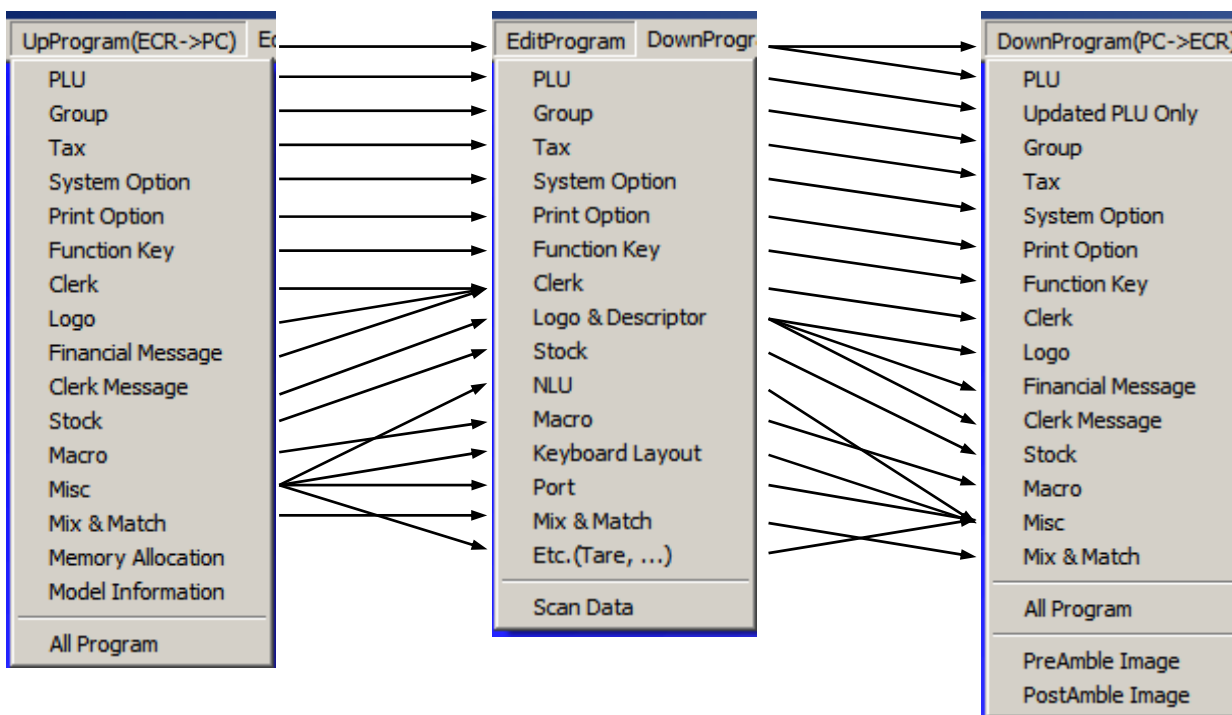 UpProgram(ECR->PC) Ec
PLU
Group
Tax
System Option
Print Option
Function Key
Clerk
Logo
Financial Message
Clerk Message
Stock
Macro
Misc
Mix & Match
Memory Allocation
Model Information
All Program
EditProgram DownProgr
PLU
Group
Tax
System Option
Print Option
Function Key
Clerk
Logo & Descriptor
Stock
NLU
Macro
Keyboard Layout
Port
Mix & Match
Etc.(Tare, ...)
Scan Data
DownProgram(PC->ECR)
PLU
Updated PLU Only
Group
Tax
System Option
Print Option
Function Key
Clerk
Logo
Financial Message
Clerk Message
Stock
Macro
Misc
Mix & Match
All Program
PreAmble Image
PostAmble Image